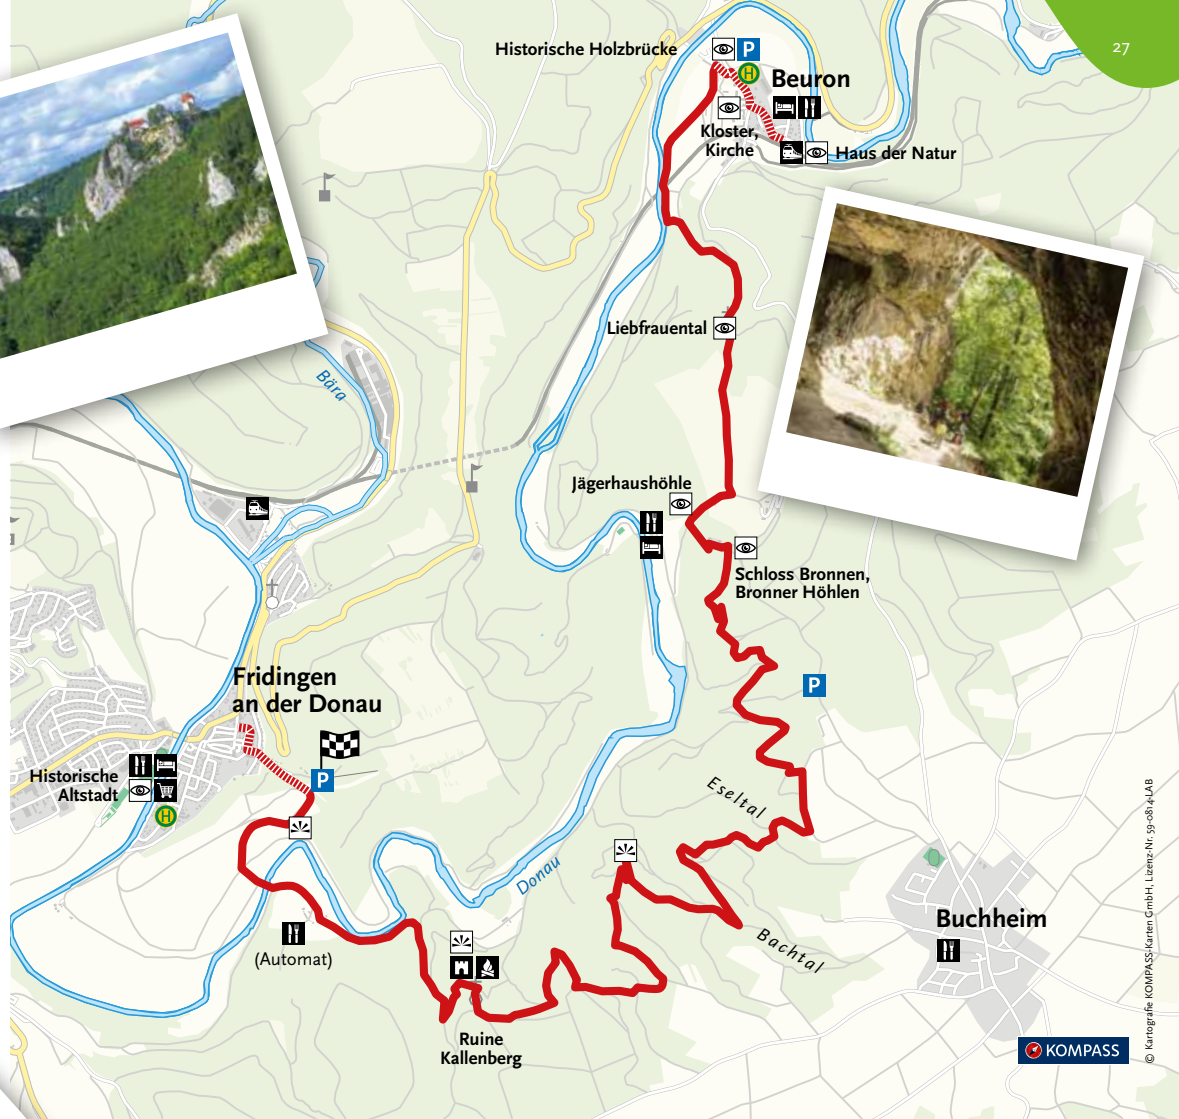 27
Historische Holzbrücke
P
H
Beuron
Kloster,
Kirche
Haus der Natur
Liebfrauental
Bära
Jägerhaushöhle
Schloss Bronnen,
Bronner Höhlen
P
Fridingen
an der Donau
P
Historische
Altstadt
H
Eseltal
Donau
Bachtal
Buchheim
(Automat)
Ruine
Kallenberg
KOMPASS
© Kartografie KOMPASS-Karten GmbH, Lizenz-Nr. 59-0814-LAB